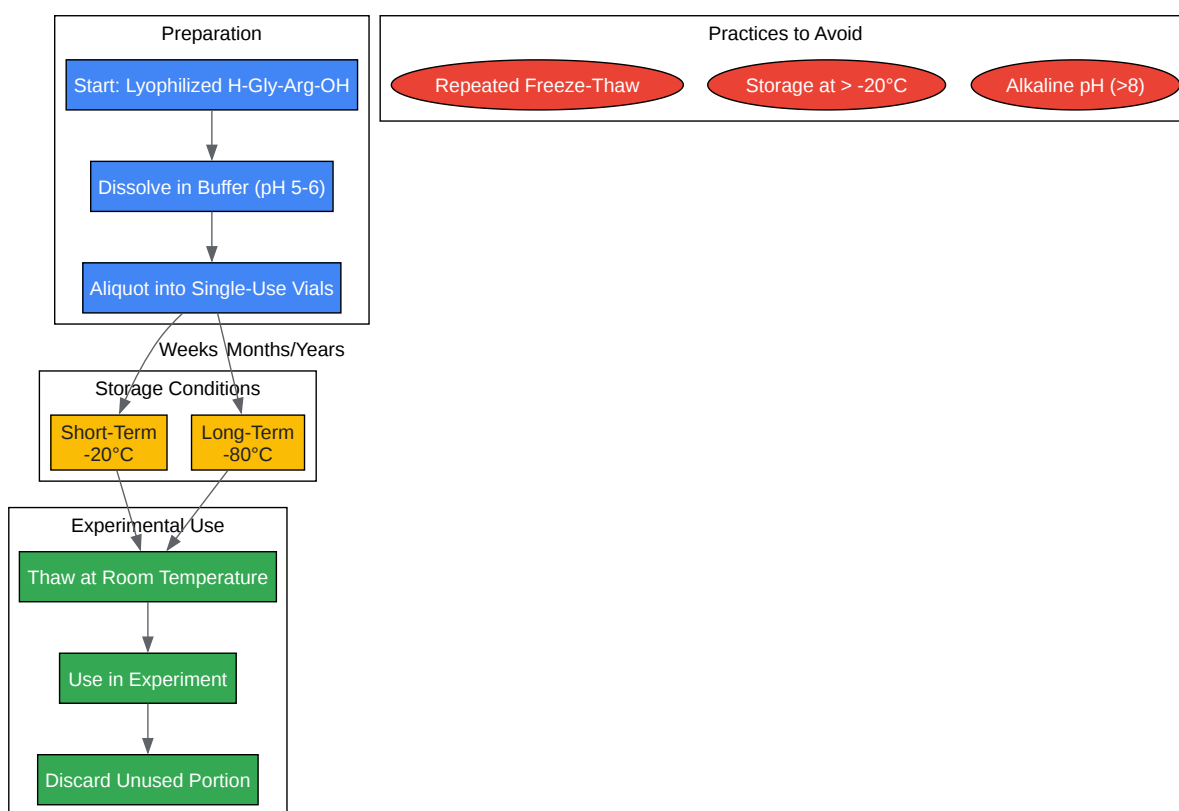 Preparation
Start: Lyophilized H-Gly-Arg-OH
Dissolve in Buffer (pH 5-6)
Aliquot into Single-Use Vials
Practices to Avoid
Repeated Freeze-Thaw
Storage at > -20°C
Alkaline pH (>8)
Weeks
Months/Years
Storage Conditions
Short-Term
-20°C
Long-Term
-80°C
Experimental Use
Thaw at Room Temperature
Use in Experiment
Discard Unused Portion